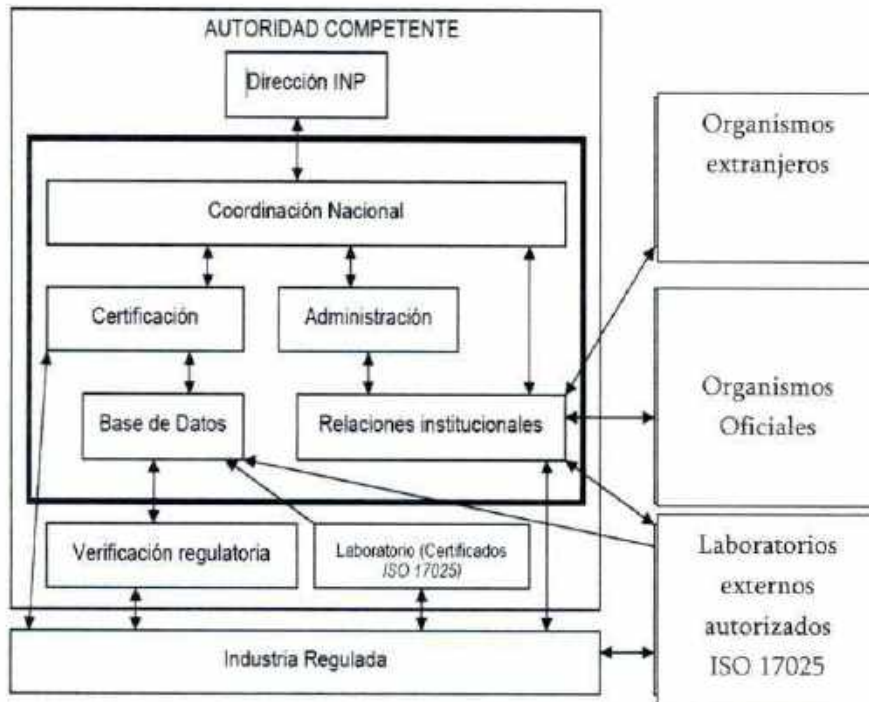 AUTORIDAD COMPETENTE
Dirección INP
Coordinación Nacional
Certificación
Administración
Base de Datos
Relaciones institucionales
Verificación regulatoria
Laboratorio (Certificados
ISO 17025)
Industria Regulada
Organismos
extranjeros
Organismos
Oficiales
Laboratorios
externos
autorizados
ISO 17025